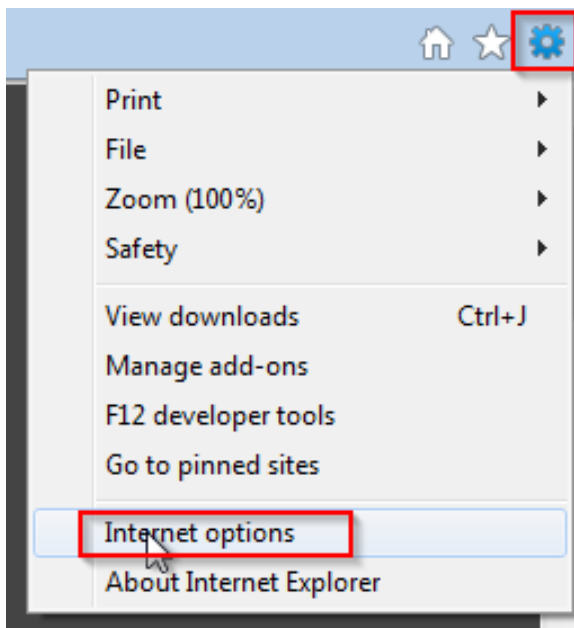 Print
File
Zoom (100%)
Safety
View downloads Ctrl+J
Manage add-ons
F12 developer tools
Go to pinned sites
Internet options
About Internet Explorer